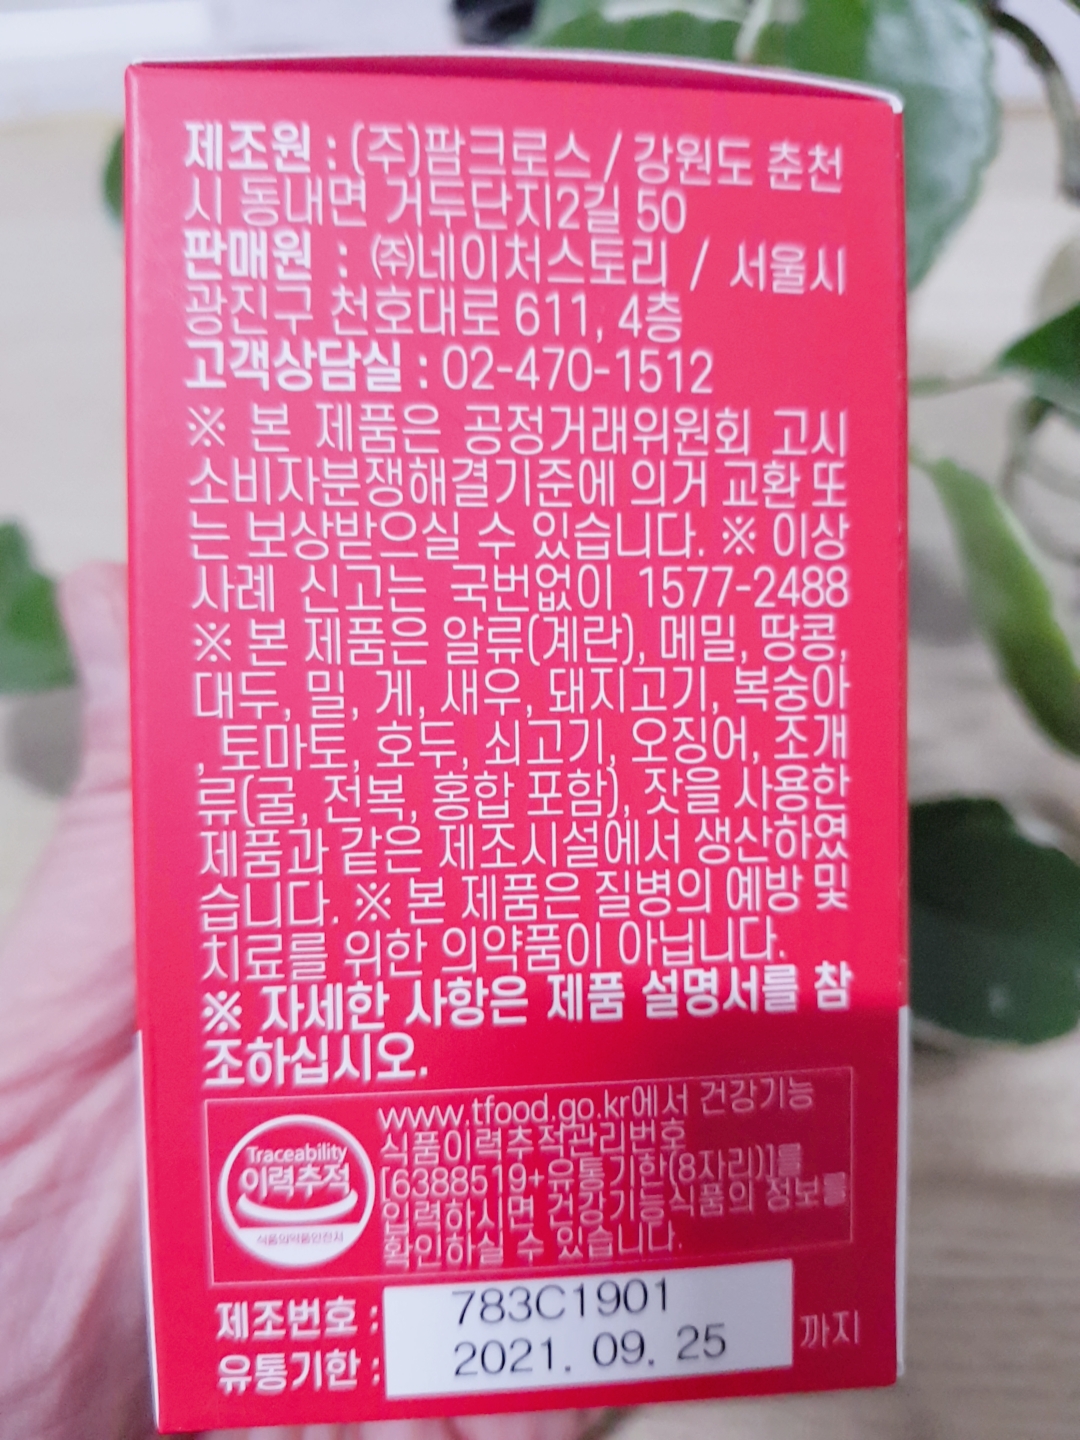 제조원 : (주)팜크로스 / 강원도 춘천
시 동내면 거두단지2길 50
판매원 : ㈜네이처스토리 / 서울시
광진구 천호대로 611, 4층
고객상담실 : 02-470-1512
※ 본 제품은 공정거래위원회 고시
소비자분쟁해결기준에 의거 교환 또
는 보상받으실 수 있습니다. ※ 이상
사례 신고는 국번없이 1577-2488
※ 본 제품은 알류(계란), 메밀, 땅콩,
대두, 밀, 게, 새우, 돼지고기, 복숭아
, 토마토, 호두, 쇠고기, 오징어, 조개
류(굴, 전복, 홍합 포함), 잣을 사용한
제품과 같은 제조시설에서 생산하였
습니다. ※ 본 제품은 질병의 예방 및
치료를 위한 의약품이 아닙니다.
※ 자세한 사항은 제품 설명서를 참
조하십시오.
Traceability
이력추적
식품의약품안전처
www.tfood.go.kr에서 건강기능
식품이력추적관리번호
[6388519+유통기한(8자리)]를
입력하시면 건강기능식품의 정보를
확인하실 수 있습니다.
제조번호 : 783C1901
유통기한 : 2021. 09. 25 까지